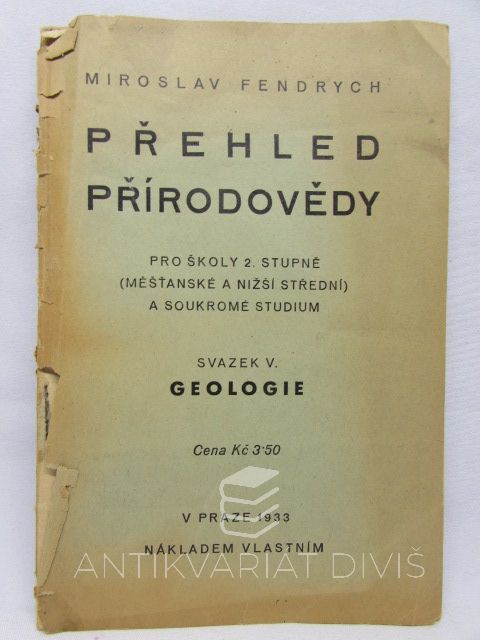 MIROSLAV FENDRYCH
PŘEHLED
PŘÍRODOVĚDY
PRO ŠKOLY 2. STUPNĚ
(MĚŠŤANSKÉ A NIŽŠÍ STŘEDNÍ)
A SOUKROMÉ STUDIUM
SVAZEK V.
GEOLOGIE
Cena Kč 3·50
V PRAZE 1933
NÁKLADEM VLASTNÍM
ANTIKVARIÁT DIVIŠ